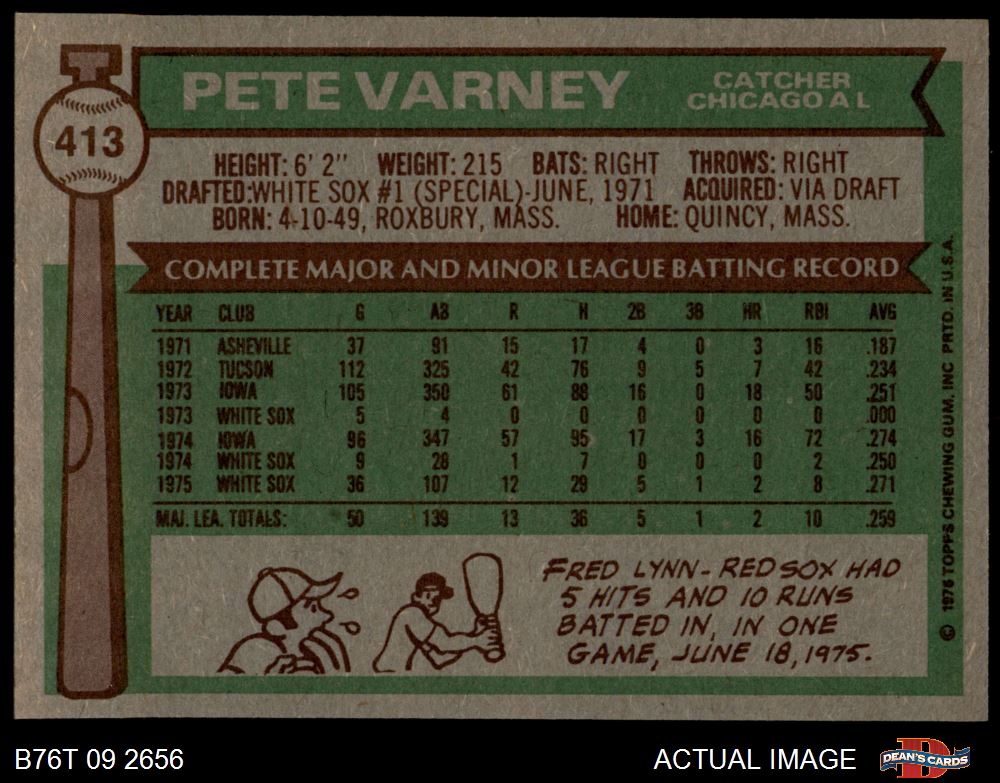 PETE VARNEY
CATCHER
CHICAGO A L
413
HEIGHT: 6' 2" WEIGHT: 215 BATS: RIGHT THROWS: RIGHT
DRAFTED:WHITE SOX #1 (SPECIAL)-JUNE, 1971 ACQUIRED: VIA DRAFT
BORN: 4-10-49, ROXBURY, MASS. HOME: QUINCY, MASS.
COMPLETE MAJOR AND MINOR LEAGUE BATTING RECORD
YEAR CLUB G AB R H 2B 3B HR RBI AVG
1971 ASHEVILLE 37 91 15 17 4 0 3 16 .187
1972 TUCSON 112 325 42 76 9 5 7 42 .234
1973 IOWA 105 350 61 88 16 0 18 50 .251
1973 WHITE SOX 5 4 0 0 0 0 0 0 .000
1974 IOWA 96 347 57 95 17 3 16 72 .274
1974 WHITE SOX 9 28 1 7 0 0 0 2 .250
1975 WHITE SOX 36 107 12 29 5 1 2 8 .271
MAJ. LEA. TOTALS: 50 139 13 36 5 1 2 10 .259
FRED LYNN-RED SOX HAD
5 HITS AND 10 RUNS
BATTED IN, IN ONE
GAME, JUNE 18, 1975.
© 1976 TOPPS CHEWING GUM, INC PRTD. IN U.S.A.
B76T 09 2656
ACTUAL IMAGE
DEAN'S CARDS